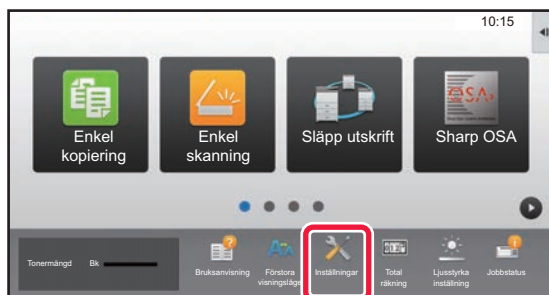 10:15
Enkel
kopiering
Enkel
skanning
Släpp utskrift
OSA
Sharp OSA
Tonermängd Bk
Bruksanvisning
Förstora
visningsläge
Inställningar
Total
räkning
Ljusstyrka
inställning
Jobbstatus